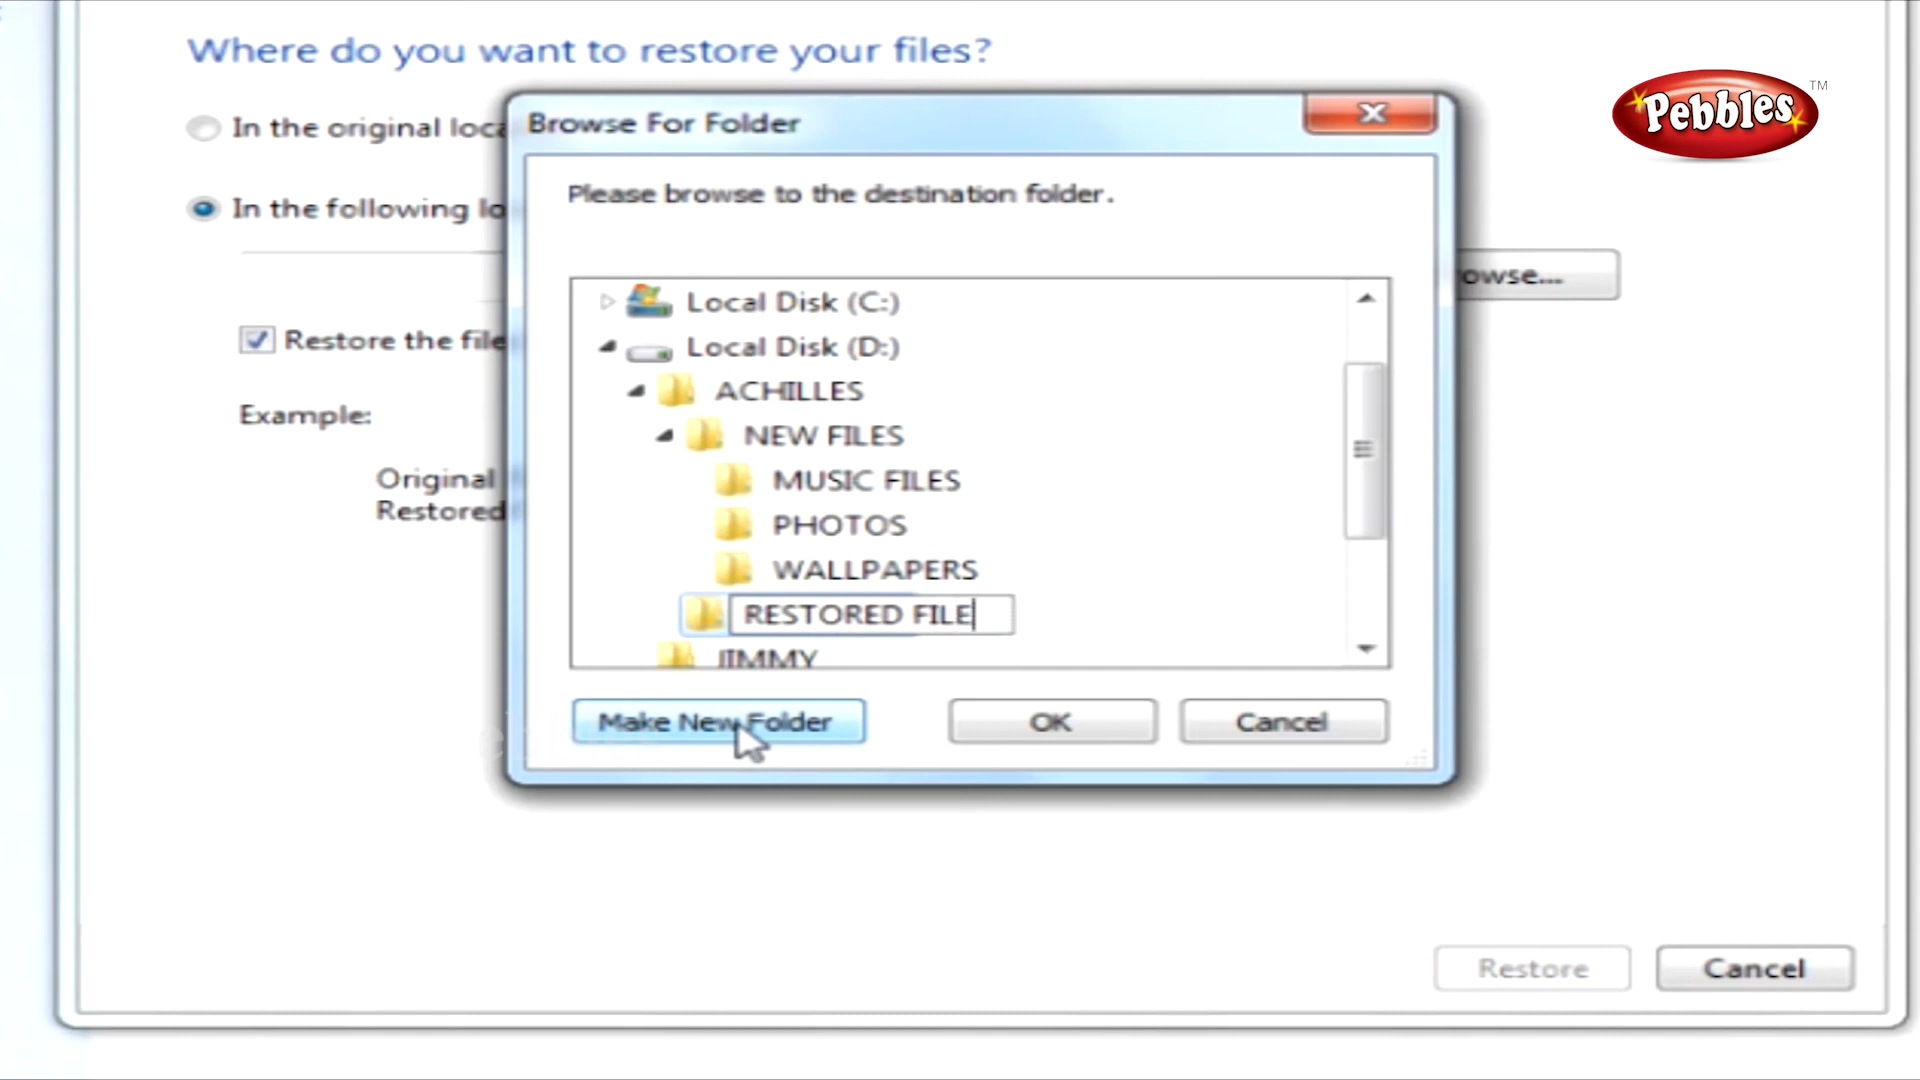 Where do you want to restore your files?
Pebbles TM
In the original loca
Browse For Folder
In the following lo
Please browse to the destination folder.
owse...
Local Disk (C:)
Local Disk (D:)
Restore the file
ACHILLES
Example:
NEW FILES
Original
MUSIC FILES
Restored
PHOTOS
WALLPAPERS
RESTORED FILE
JIMMY
Make New Folder
OK
Cancel
Restore
Cancel